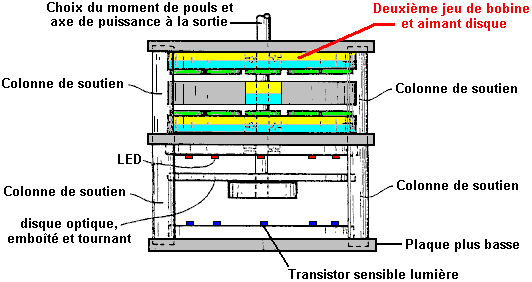 Choix du moment de pouls et
axe de puissance à la sortie
Deuxième jeu de bobine
et aimant disque
Colonne de soutien
Colonne de soutien
LED
Colonne de soutien
Colonne de soutien
disque optique,
emboîté et tournant
Plaque plus basse
Transistor sensible lumière